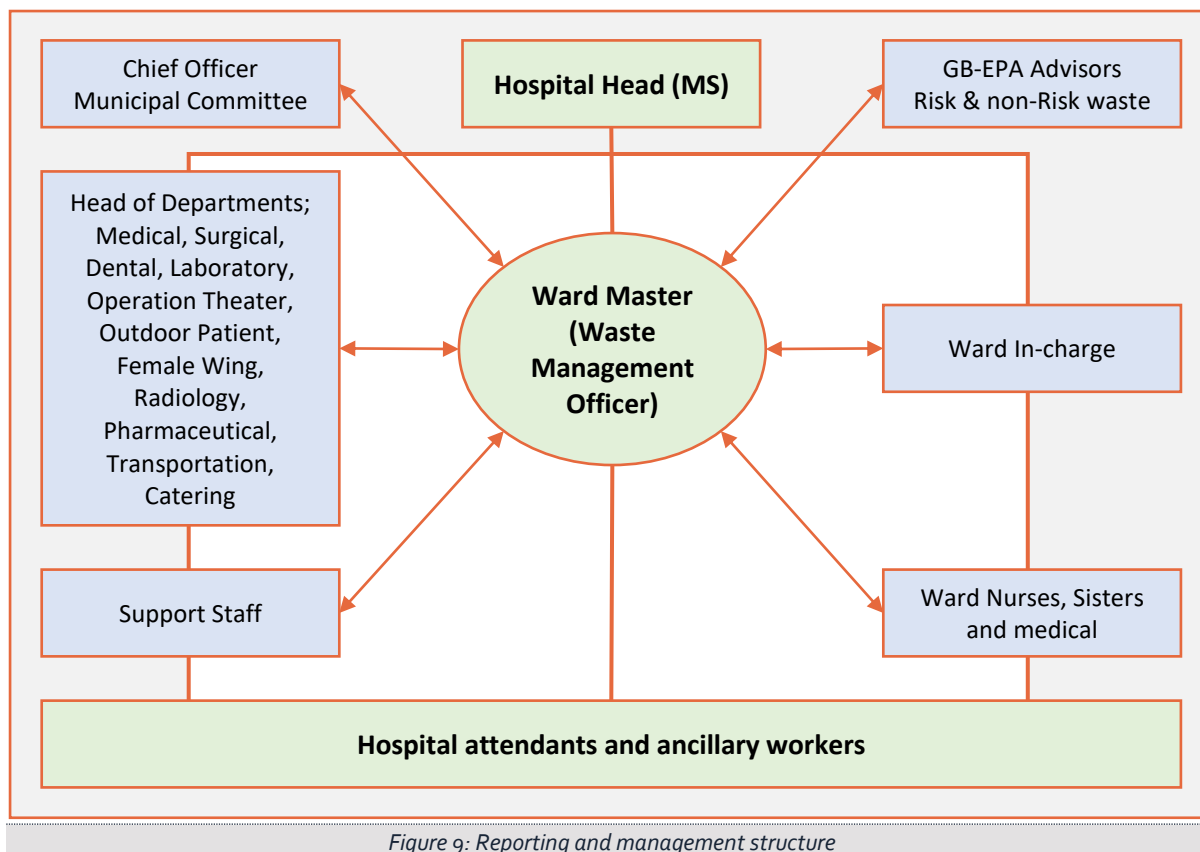 Chief Officer
Municipal Committee
Hospital Head (MS)
GB-EPA Advisors
Risk & non-Risk waste
Head of Departments;
Medical, Surgical,
Dental, Laboratory,
Operation Theater,
Outdoor Patient,
Female Wing,
Radiology,
Pharmaceutical,
Transportation,
Catering
Ward Master
(Waste
Management
Officer)
Ward In-charge
Support Staff
Ward Nurses, Sisters
and medical
Hospital attendants and ancillary workers
Figure 9: Reporting and management structure